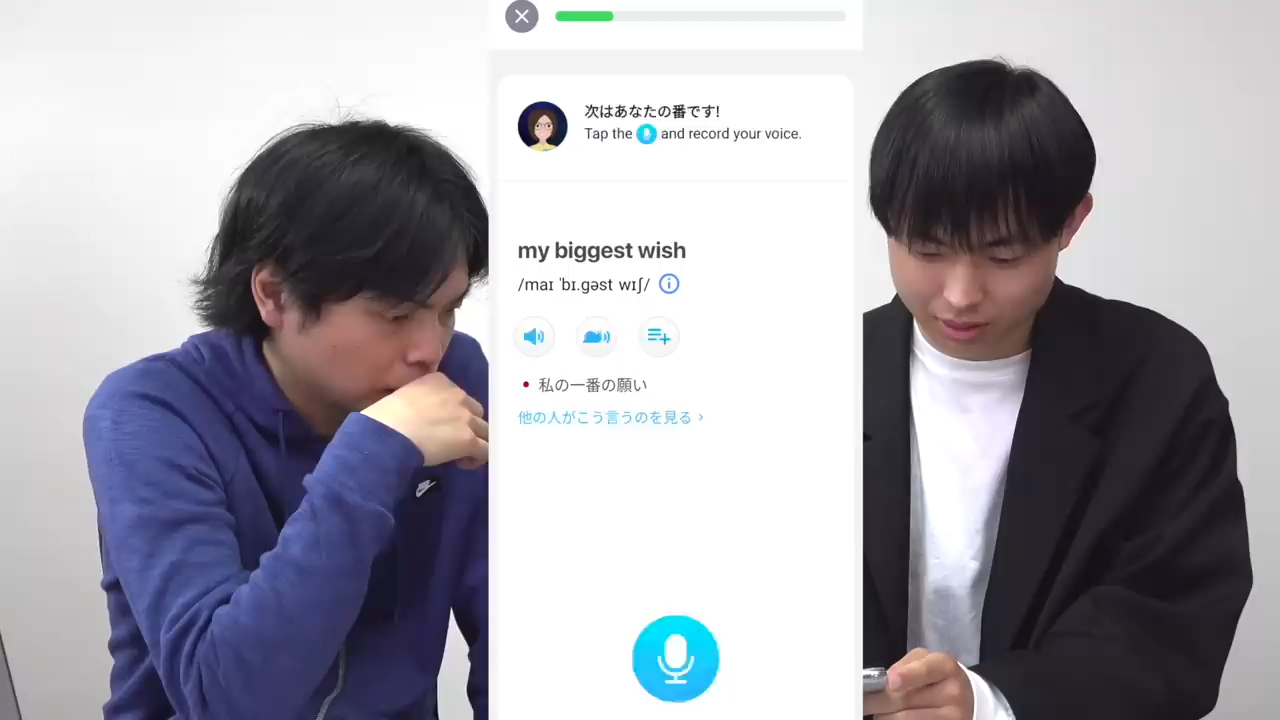 次はあなたの番です!
Tap the and record your voice.
my biggest wish
/maɪ ˈbɪ.gəst wɪʃ/
私の一番の願い
他の人がこう言うのを見る ›